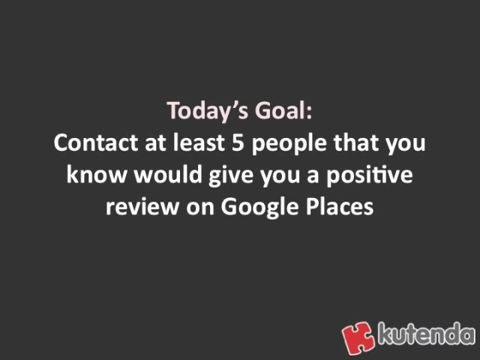 Today's Goal:
Contact at least 5 people that you
know would give you a positive
review on Google Places
kutenda